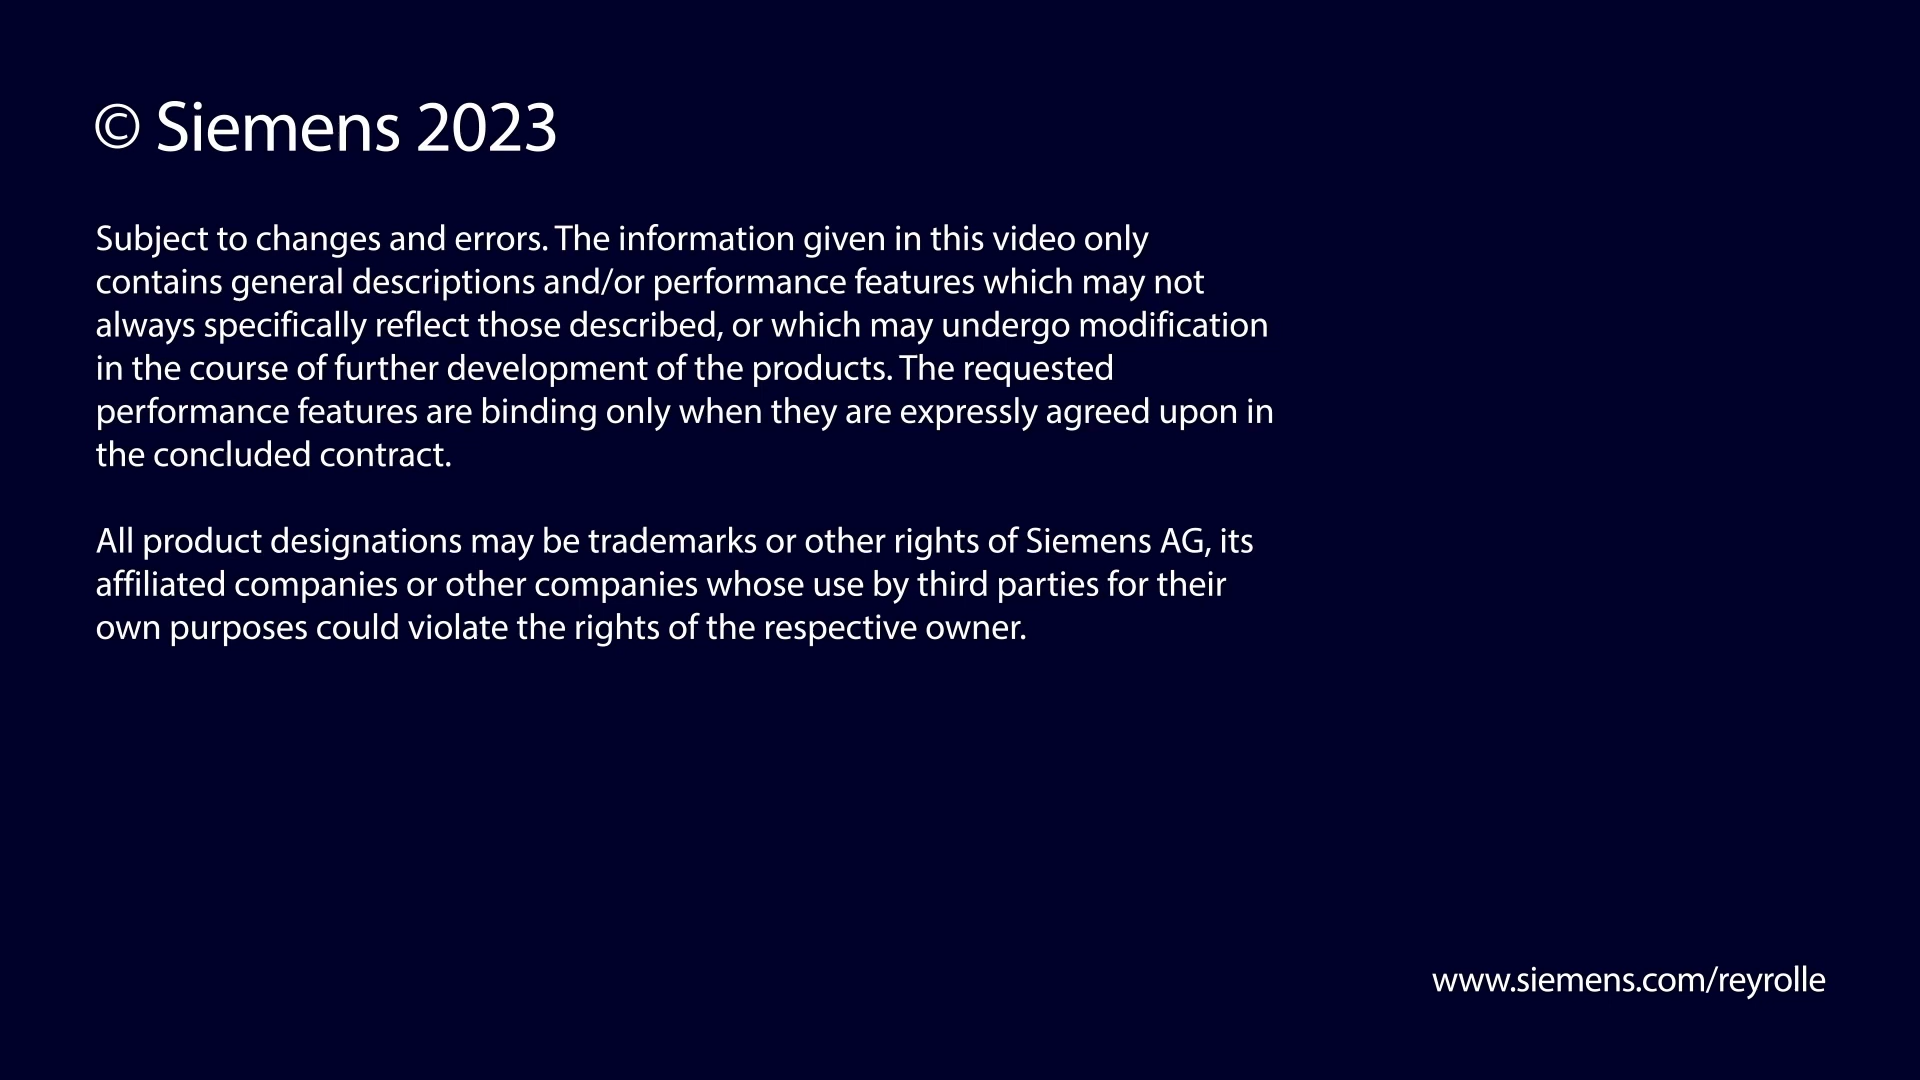 © Siemens 2023
Subject to changes and errors. The information given in this video only
contains general descriptions and/or performance features which may not
always specifically reflect those described, or which may undergo modification
in the course of further development of the products. The requested
performance features are binding only when they are expressly agreed upon in
the concluded contract.
All product designations may be trademarks or other rights of Siemens AG, its
affiliated companies or other companies whose use by third parties for their
own purposes could violate the rights of the respective owner.
www.siemens.com/reyrolle